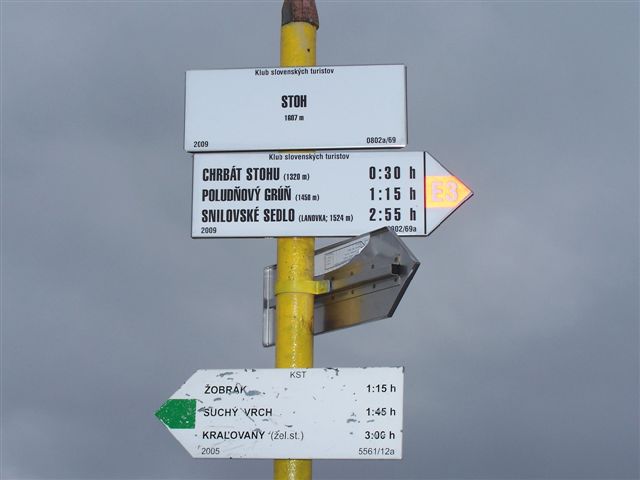 Klub slovenských turistov
STOH
1607 m
2009 0802a/69
Klub slovenských turistov
CHRBÁT STOHU (1320 m) 0:30 h
POLUDŇOVÝ GRÚŇ (1458 m) 1:15 h
SNILOVSKÉ SEDLO (LANOVKA; 1524 m) 2:55 h
E3
2009 0802/69a
KST
ŽOBRÁK 1:15 h
SUCHÝ VRCH 1:45 h
KRAĽOVANY (žel.st.) 3:00 h
2005 5561/12a